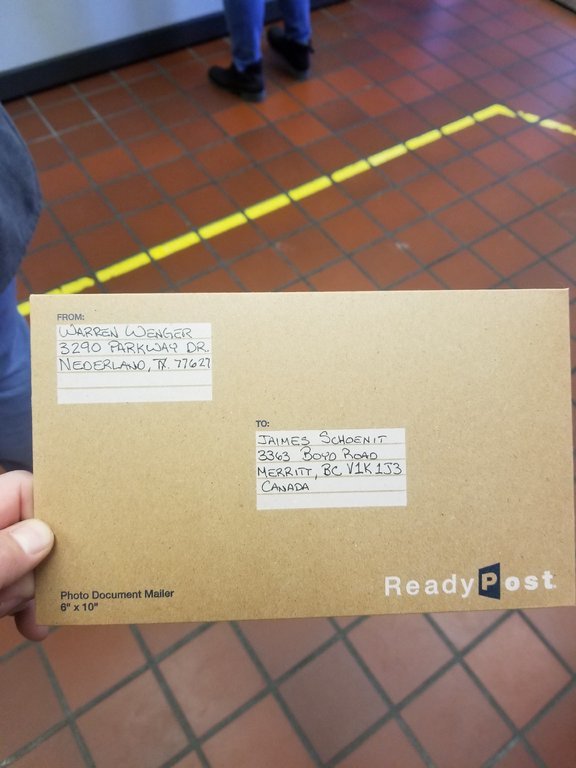 FROM:
WARREN WENGER
3290 PARKWAY DR.
NEDERLAND, TX. 77627
TO:
JAIMES SCHOENIT
3363 BOYD ROAD
MERRITT, BC V1K 1J3
CANADA
Photo Document Mailer
6" x 10"
ReadyPost